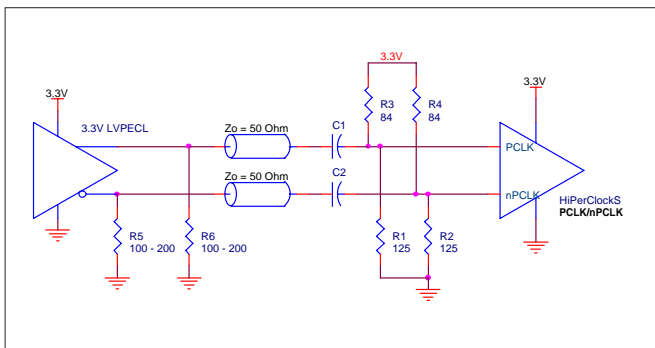 3.3V
3.3V LVPECL
Zo = 50 Ohm
Zo = 50 Ohm
R5
100 - 200
R6
100 - 200
C1
C2
3.3V
R3
84
R4
84
R1
125
R2
125
3.3V
PCLK
nPCLK
HiPerClockS
PCLK/nPCLK